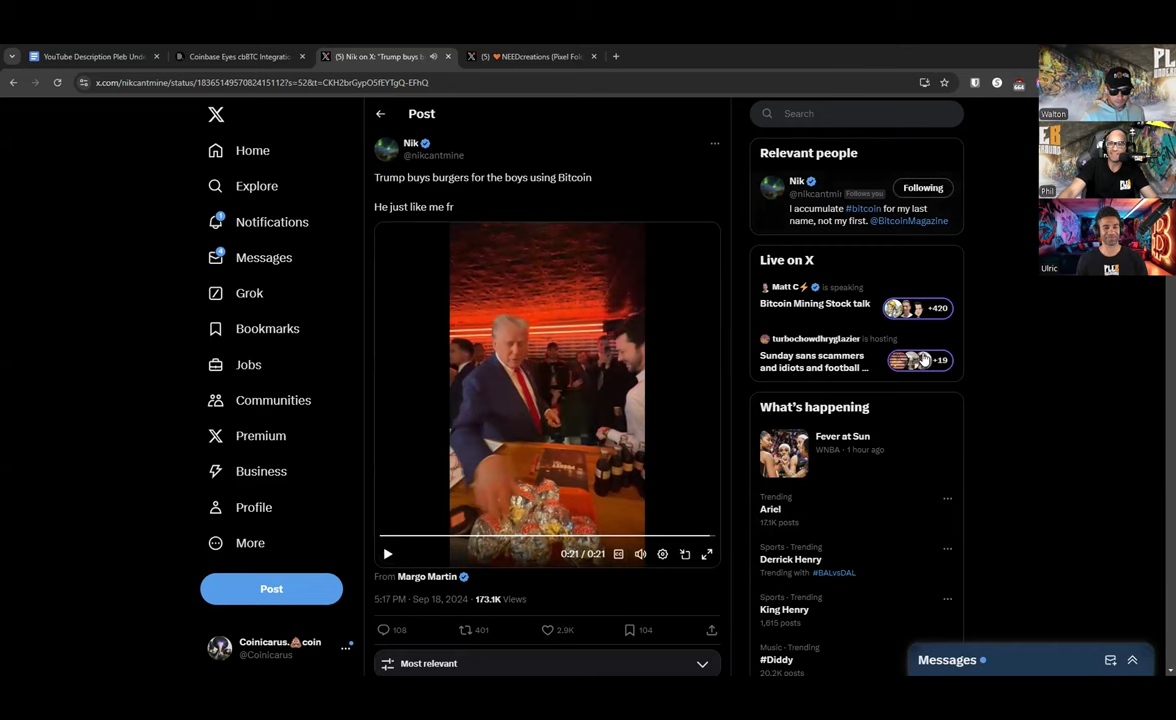 YouTube Description Pleb Und
Coinbase Eyes cbBTC Integratio
(5) Nik on X: "Trump buys b
(5) 🧡 NEEDcreations (Pixel Fol
x.com/nikcantmine/status/1836514957082415112?s=52&t=CKH2brGypO5fEYTgQ-EFhQ
Home
Explore
Notifications
1
Messages
4
Grok
Bookmarks
Jobs
Communities
Premium
Business
Profile
More
Post
Coinicarus.💩coin
@Coinicarus
Post
Nik
@nikcantmine
Trump buys burgers for the boys using Bitcoin
He just like me fr
0:21 / 0:21
From Margo Martin
5:17 PM · Sep 18, 2024 · 173.1K Views
108
401
2.9K
104
Most relevant
Search
Relevant people
Nik
@nikcantmi
Follows you
Following
I accumulate #bitcoin for my last
name, not my first. @BitcoinMagazine
Live on X
Matt C⚡ is speaking
Bitcoin Mining Stock talk
+420
turbochowdhryglazier is hosting
Sunday sans scammers
and idiots and football ...
+19
What's happening
Fever at Sun
WNBA · 1 hour ago
Trending
Ariel
17.1K posts
Sports · Trending
Derrick Henry
Trending with #BALvsDAL
Sports · Trending
King Henry
1,615 posts
Music · Trending
#Diddy
20.2K posts
Messages
Walton
Phil
Ulric